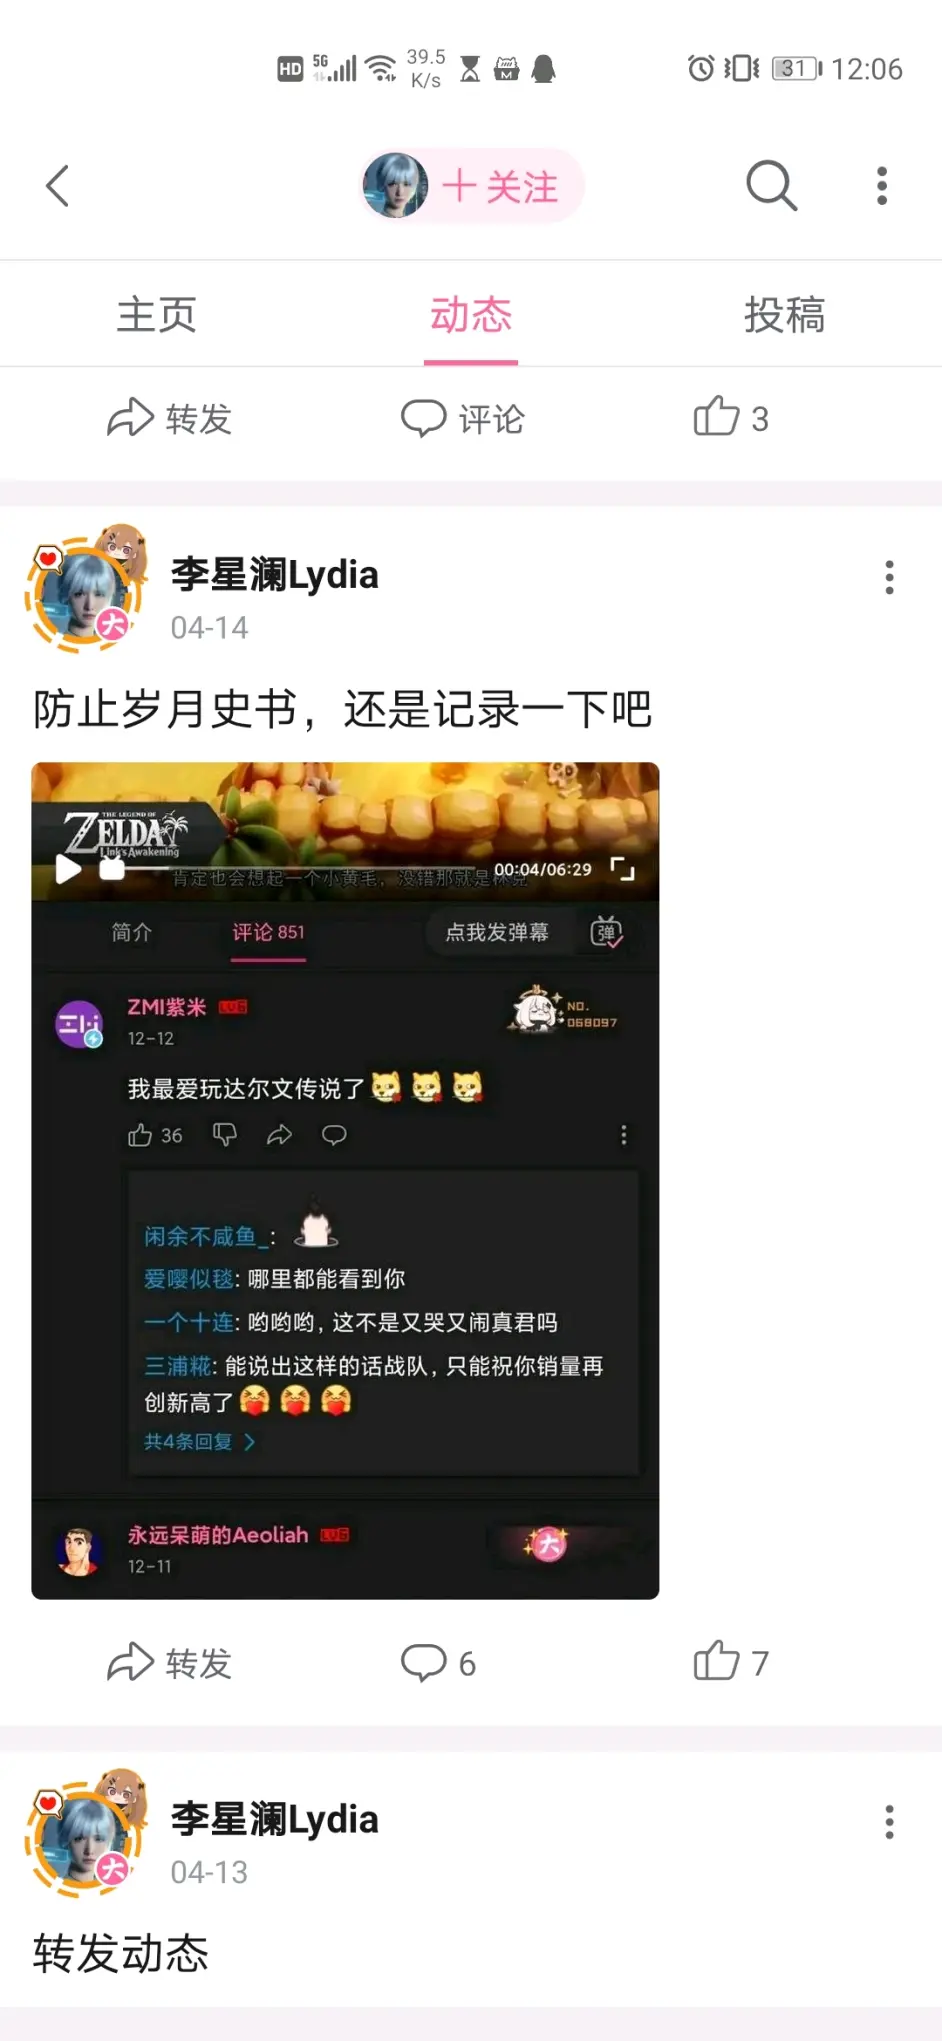 HD 5G 39.5 K/s 31 12:06
+ 关注
主页 动态 投稿
转发 评论 3
李星澜Lydia
04-14
防止岁月史书，还是记录一下吧
THE LEGEND OF
ZELDA
Link's Awakening
00:04/06:29
肯定也会想起一个小黄毛，没错那就是林克
简介 评论 851 点我发弹幕 弹
ZMI紫米 LV6
NO.
068097
12-12
我最爱玩达尔文传说了
36
闲余不咸鱼_:
爱嘤似毯: 哪里都能看到你
一个十连: 哟哟哟，这不是又哭又闹真君吗
三浦糀: 能说出这样的话战队，只能祝你销量再
创新高了
共4条回复
永远呆萌的Aeoliah LV6
大
12-11
转发 6 7
李星澜Lydia
大
04-13
转发动态